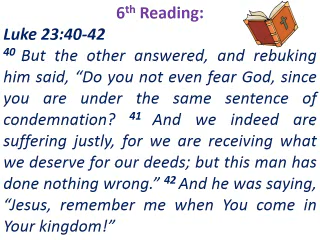 6th Reading:
Luke 23:40-42
40 But the other answered, and rebuking
him said, “Do you not even fear God, since
you are under the same sentence of
condemnation? 41 And we indeed are
suffering justly, for we are receiving what
we deserve for our deeds; but this man has
done nothing wrong.” 42 And he was saying,
“Jesus, remember me when You come in
Your kingdom!”